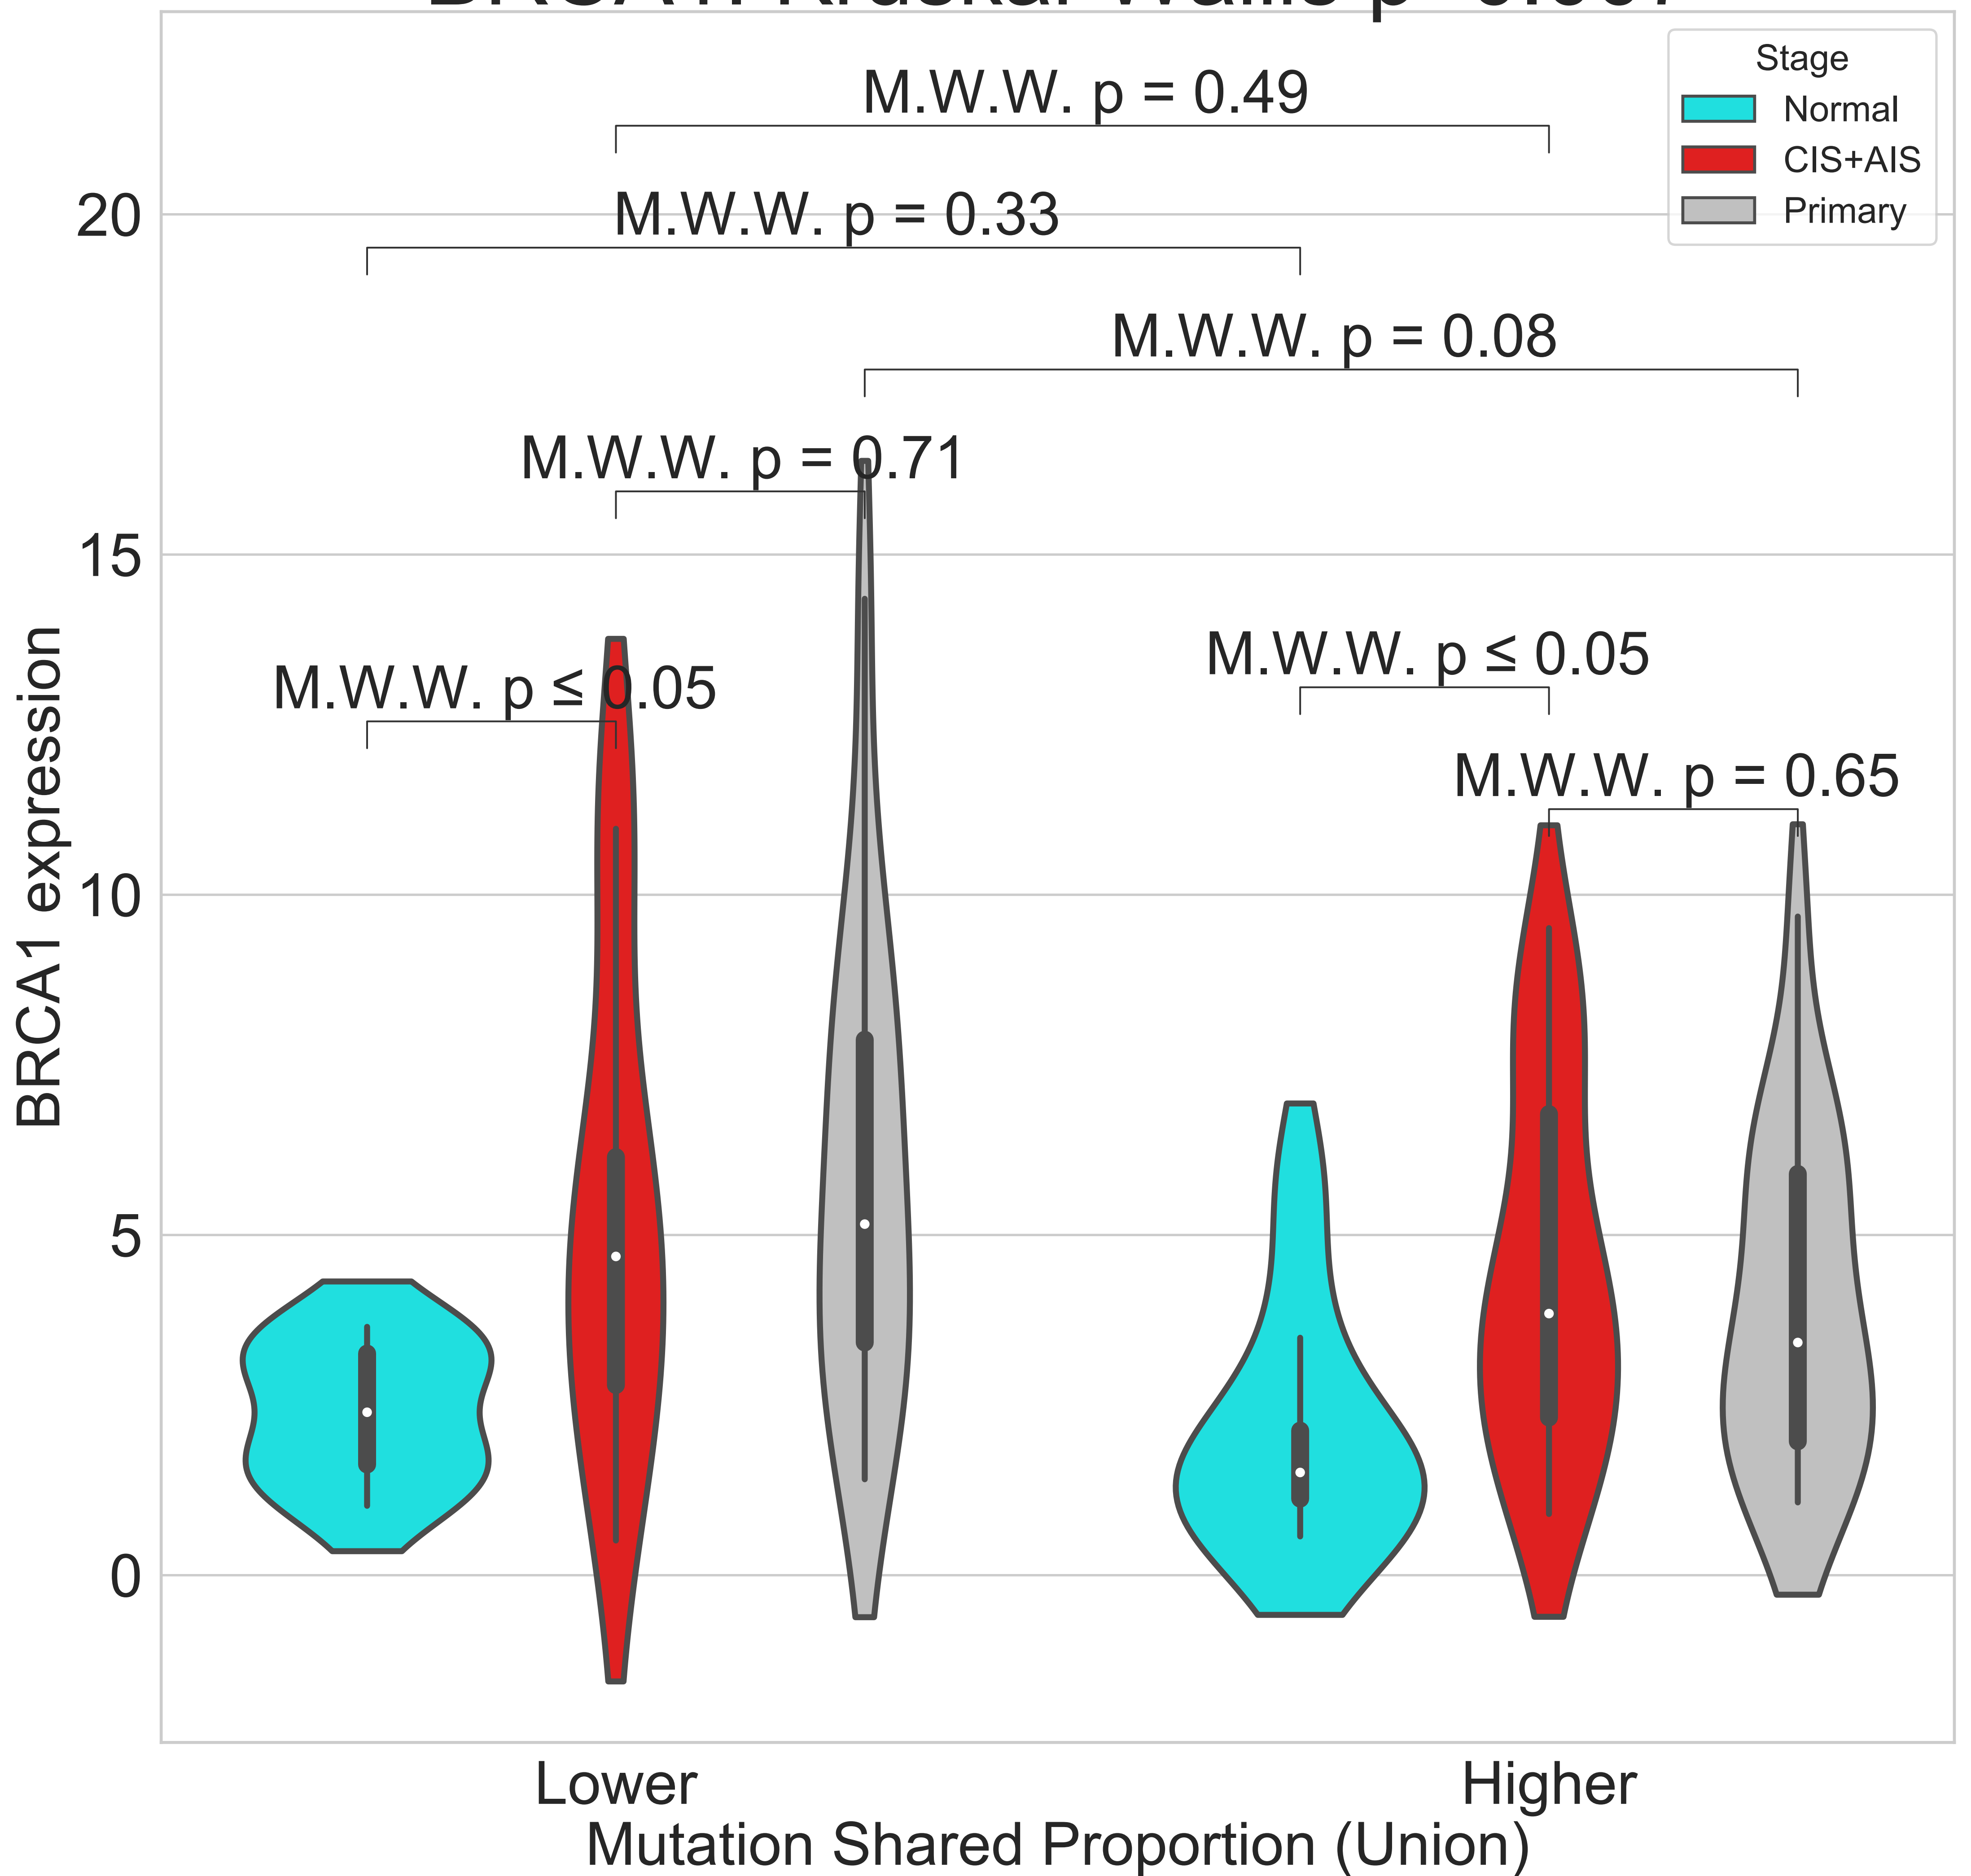 Stage
Normal
CIS+AIS
Primary
M.W.W. p = 0.49
M.W.W. p = 0.33
M.W.W. p = 0.08
M.W.W. p = 0.71
M.W.W. p ≤ 0.05
M.W.W. p ≤ 0.05
M.W.W. p = 0.65
20
15
10
5
0
BRCA1 expression
Lower
Higher
Mutation Shared Proportion (Union)